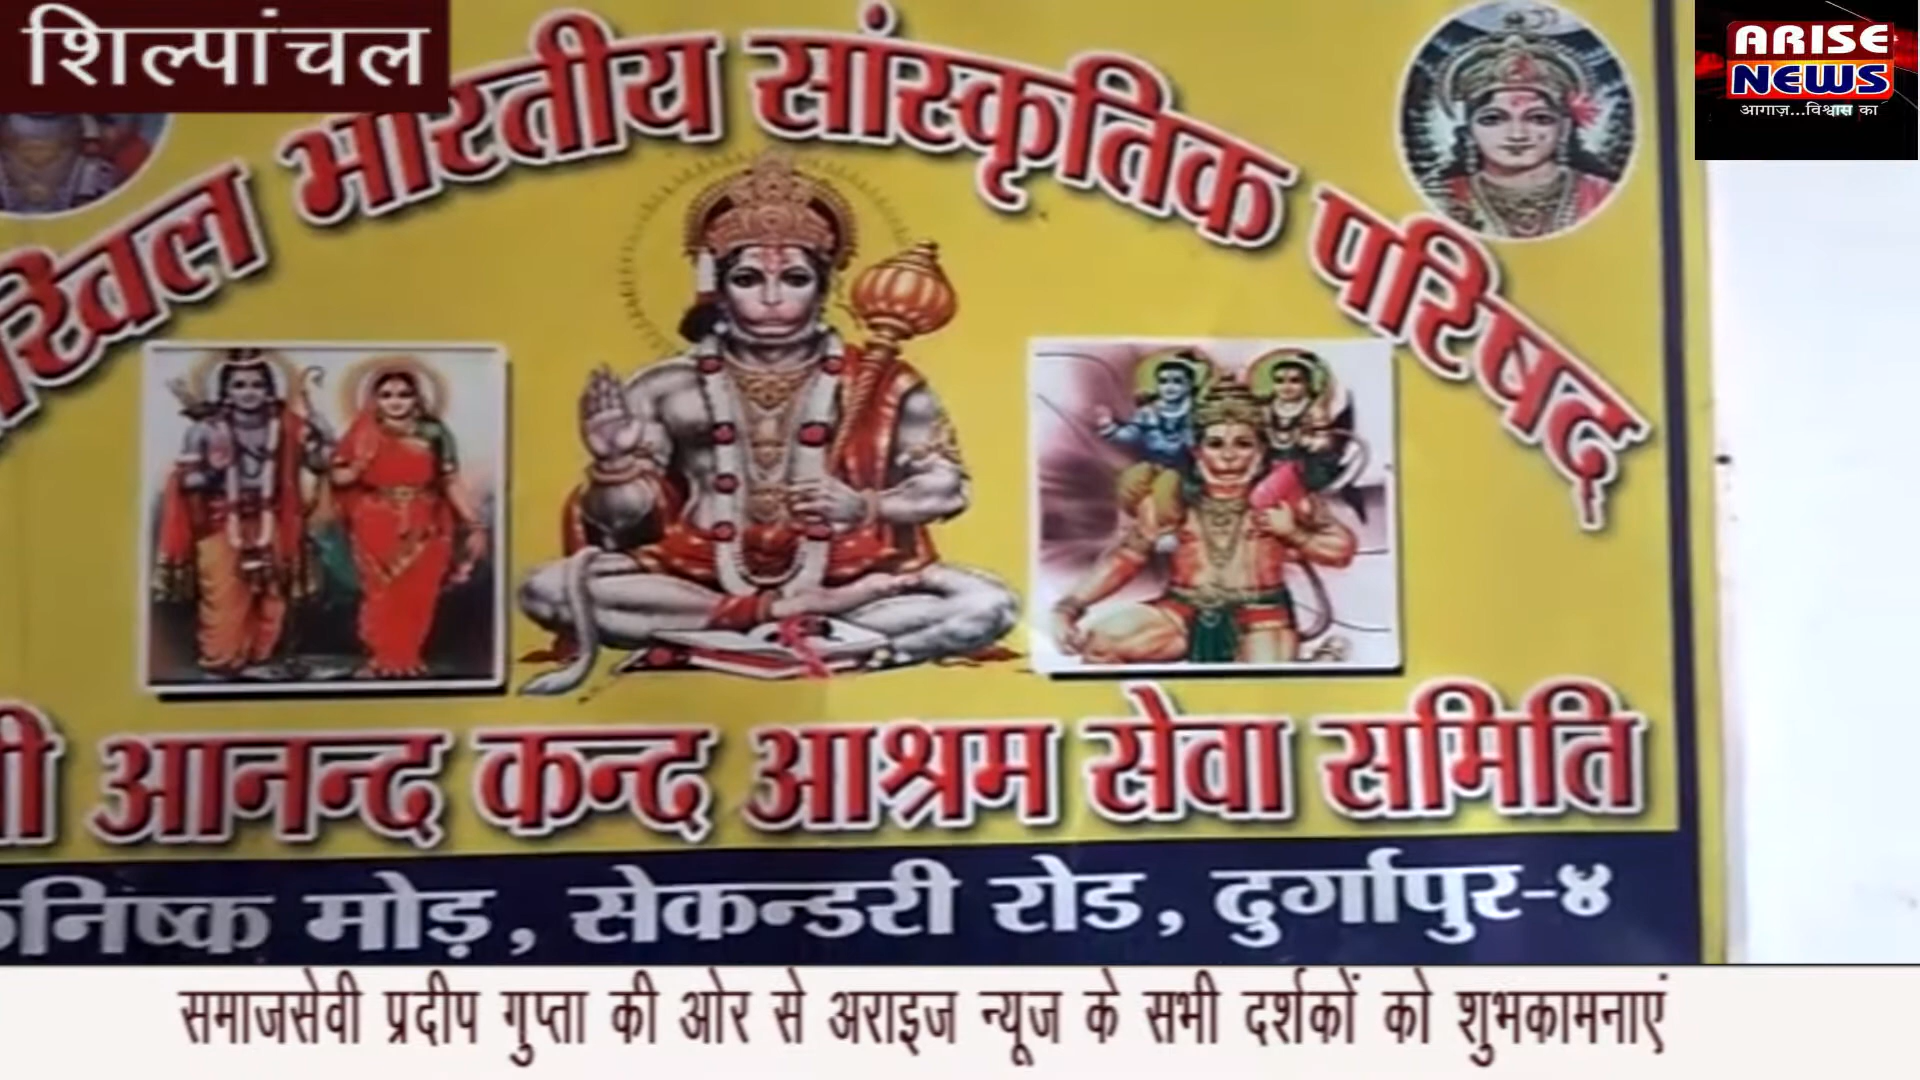 शिल्पांचल
ARISE
NEWS
आगाज़...विश्वास का
भारतीय सांस्कृतिक परिषद
आनन्द कन्द आश्रम सेवा समिति
मोड़, सेकन्डरी रोड, दुर्गापुर-४
समाजसेवी प्रदीप गुप्ता की ओर से अराइज न्यूज के सभी दर्शकों को शुभकामनाएं